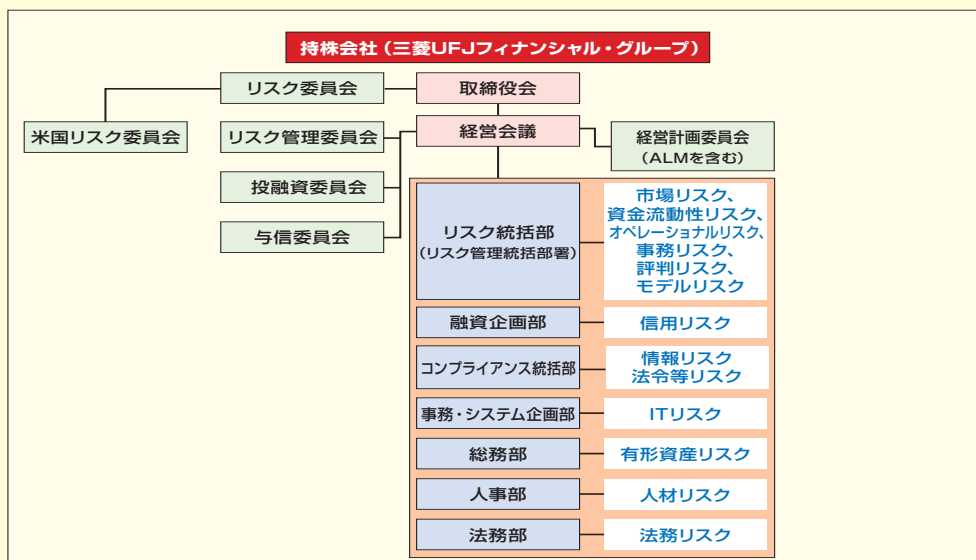 持株会社（三菱UFJフィナンシャル・グループ）
リスク委員会
取締役会
米国リスク委員会
リスク管理委員会
経営会議
経営計画委員会
（ALMを含む）
投融資委員会
与信委員会
リスク統括部
（リスク管理統括部署）
市場リスク、
資金流動性リスク、
オペレーショナルリスク、
事務リスク、
評判リスク、
モデルリスク
融資企画部
信用リスク
コンプライアンス統括部
情報リスク
法令等リスク
事務・システム企画部
ITリスク
総務部
有形資産リスク
人事部
人材リスク
法務部
法務リスク